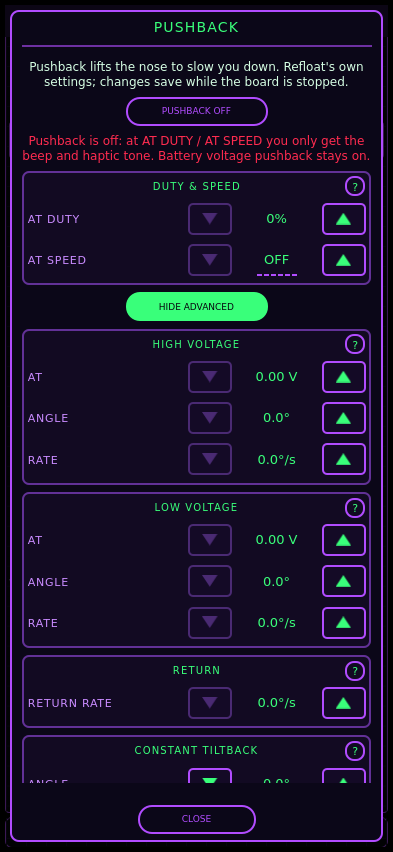 PUSHBACK
Pushback lifts the nose to slow you down. Refloat's own
settings; changes save while the board is stopped.
PUSHBACK OFF
Pushback is off: at AT DUTY / AT SPEED you only get the
beep and haptic tone. Battery voltage pushback stays on.
DUTY & SPEED ?
AT DUTY 0%
AT SPEED OFF
HIDE ADVANCED
HIGH VOLTAGE ?
AT 0.00 V
ANGLE 0.0°
RATE 0.0°/s
LOW VOLTAGE ?
AT 0.00 V
ANGLE 0.0°
RATE 0.0°/s
RETURN ?
RETURN RATE 0.0°/s
CONSTANT TILTBACK ?
ANGLE 0.0°
CLOSE